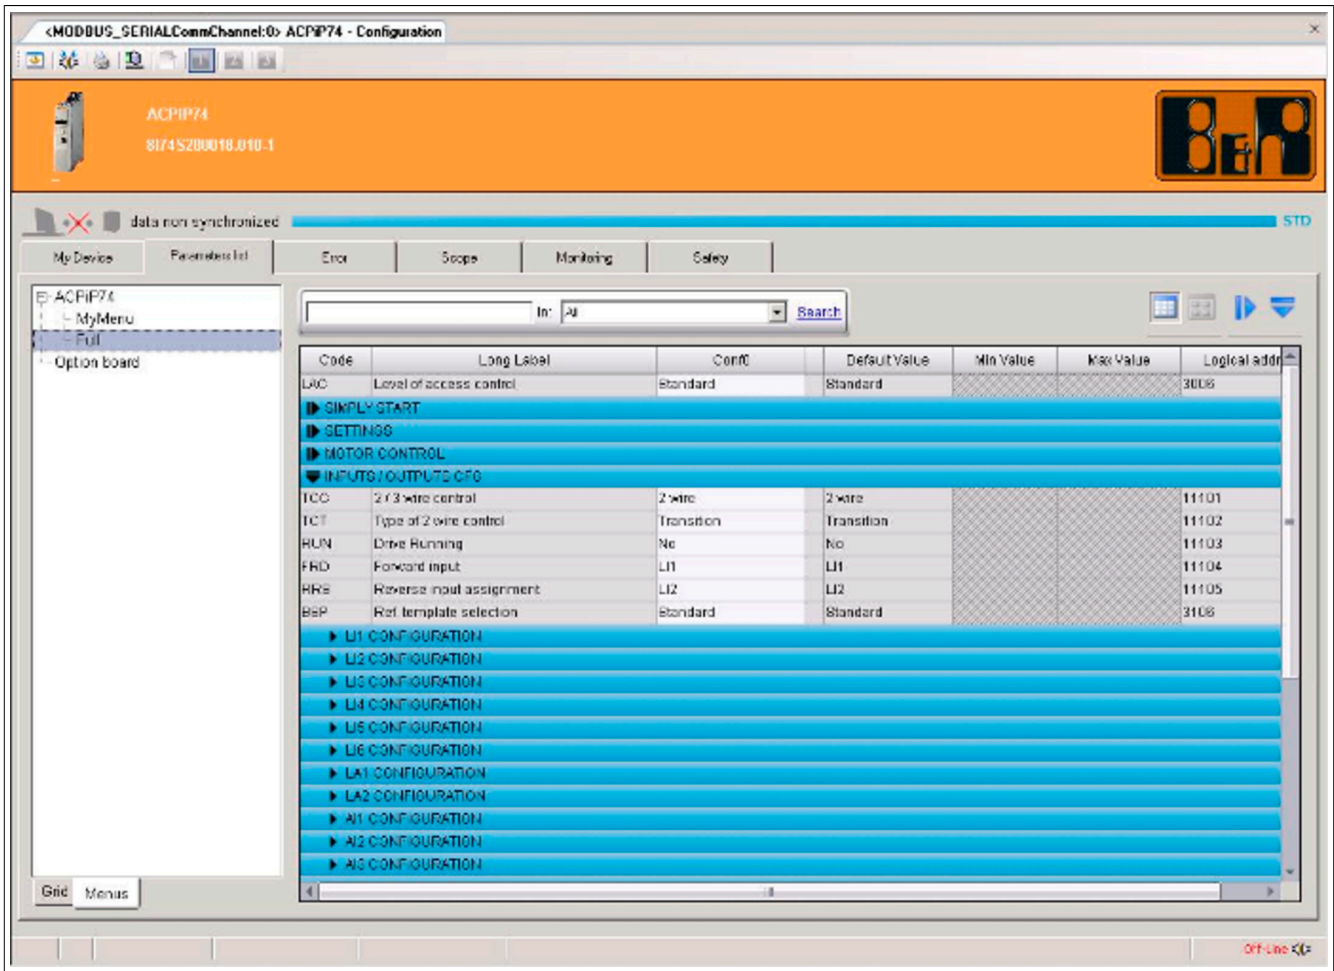 <MODBUS_SERIALCommChannel:0> ACPiP74 - Configuration
1 2 3
ACPiP74
8I74S200018.010-1
B&R
data non synchronized STD
My Device Parameters list Error Scope Monitoring Safety
ACPiP74
MyMenu
Full
Option board
In: All Search
Code Long Label Conf0 Default Value Min Value Max Value Logical addr
LAC Level of access control Standard Standard 3006
SIMPLY START
SETTINGS
MOTOR CONTROL
INPUTS / OUTPUTS CFG
TCC 2 / 3 wire control 2 wire 2 wire 11101
TCT Type of 2 wire control Transition Transition 11102
RUN Drive Running No No 11103
FRD Forward input LI1 LI1 11104
RRS Reverse input assignment LI2 LI2 11105
BSP Ref. template selection Standard Standard 3106
LI1 CONFIGURATION
LI2 CONFIGURATION
LI3 CONFIGURATION
LI4 CONFIGURATION
LI5 CONFIGURATION
LI6 CONFIGURATION
LA1 CONFIGURATION
LA2 CONFIGURATION
AI1 CONFIGURATION
AI2 CONFIGURATION
AI3 CONFIGURATION
Grid Menus
Off-Line